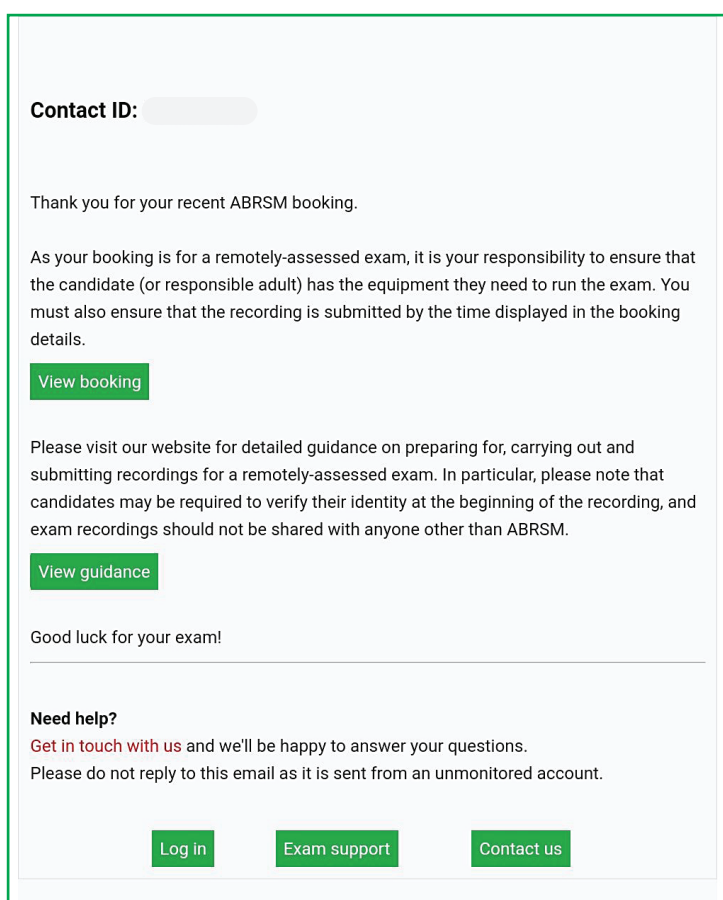 Contact ID:
Thank you for your recent ABRSM booking.
As your booking is for a remotely-assessed exam, it is your responsibility to ensure that
the candidate (or responsible adult) has the equipment they need to run the exam. You
must also ensure that the recording is submitted by the time displayed in the booking
details.
View booking
Please visit our website for detailed guidance on preparing for, carrying out and
submitting recordings for a remotely-assessed exam. In particular, please note that
candidates may be required to verify their identity at the beginning of the recording, and
exam recordings should not be shared with anyone other than ABRSM.
View guidance
Good luck for your exam!
Need help?
Get in touch with us and we'll be happy to answer your questions.
Please do not reply to this email as it is sent from an unmonitored account.
Log in Exam support Contact us